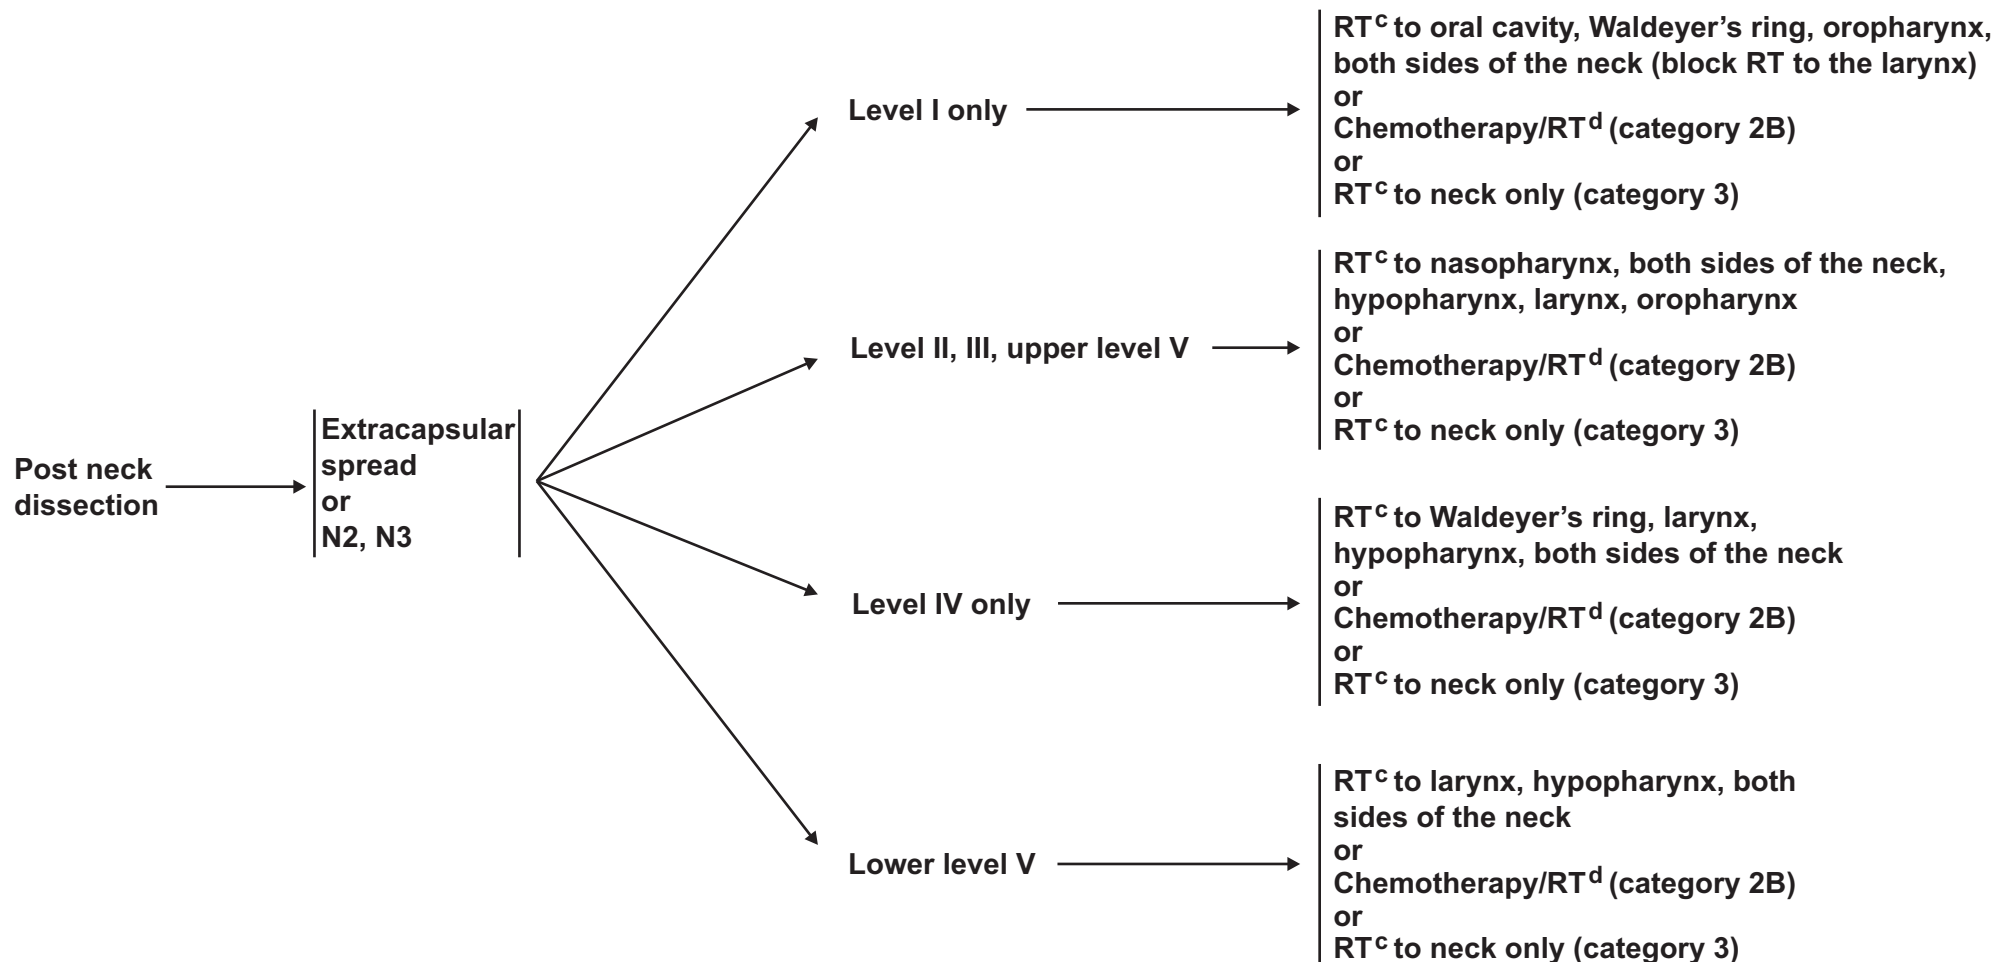 Post neck
dissection
Extracapsular
spread
or
N2, N3
Level I only
RTc to oral cavity, Waldeyer’s ring, oropharynx,
both sides of the neck (block RT to the larynx)
or
Chemotherapy/RTd (category 2B)
or
RTc to neck only (category 3)
Level II, III, upper level V
RTc to nasopharynx, both sides of the neck,
hypopharynx, larynx, oropharynx
or
Chemotherapy/RTd (category 2B)
or
RTc to neck only (category 3)
Level IV only
RTc to Waldeyer’s ring, larynx,
hypopharynx, both sides of the neck
or
Chemotherapy/RTd (category 2B)
or
RTc to neck only (category 3)
Lower level V
RTc to larynx, hypopharynx, both
sides of the neck
or
Chemotherapy/RTd (category 2B)
or
RTc to neck only (category 3)